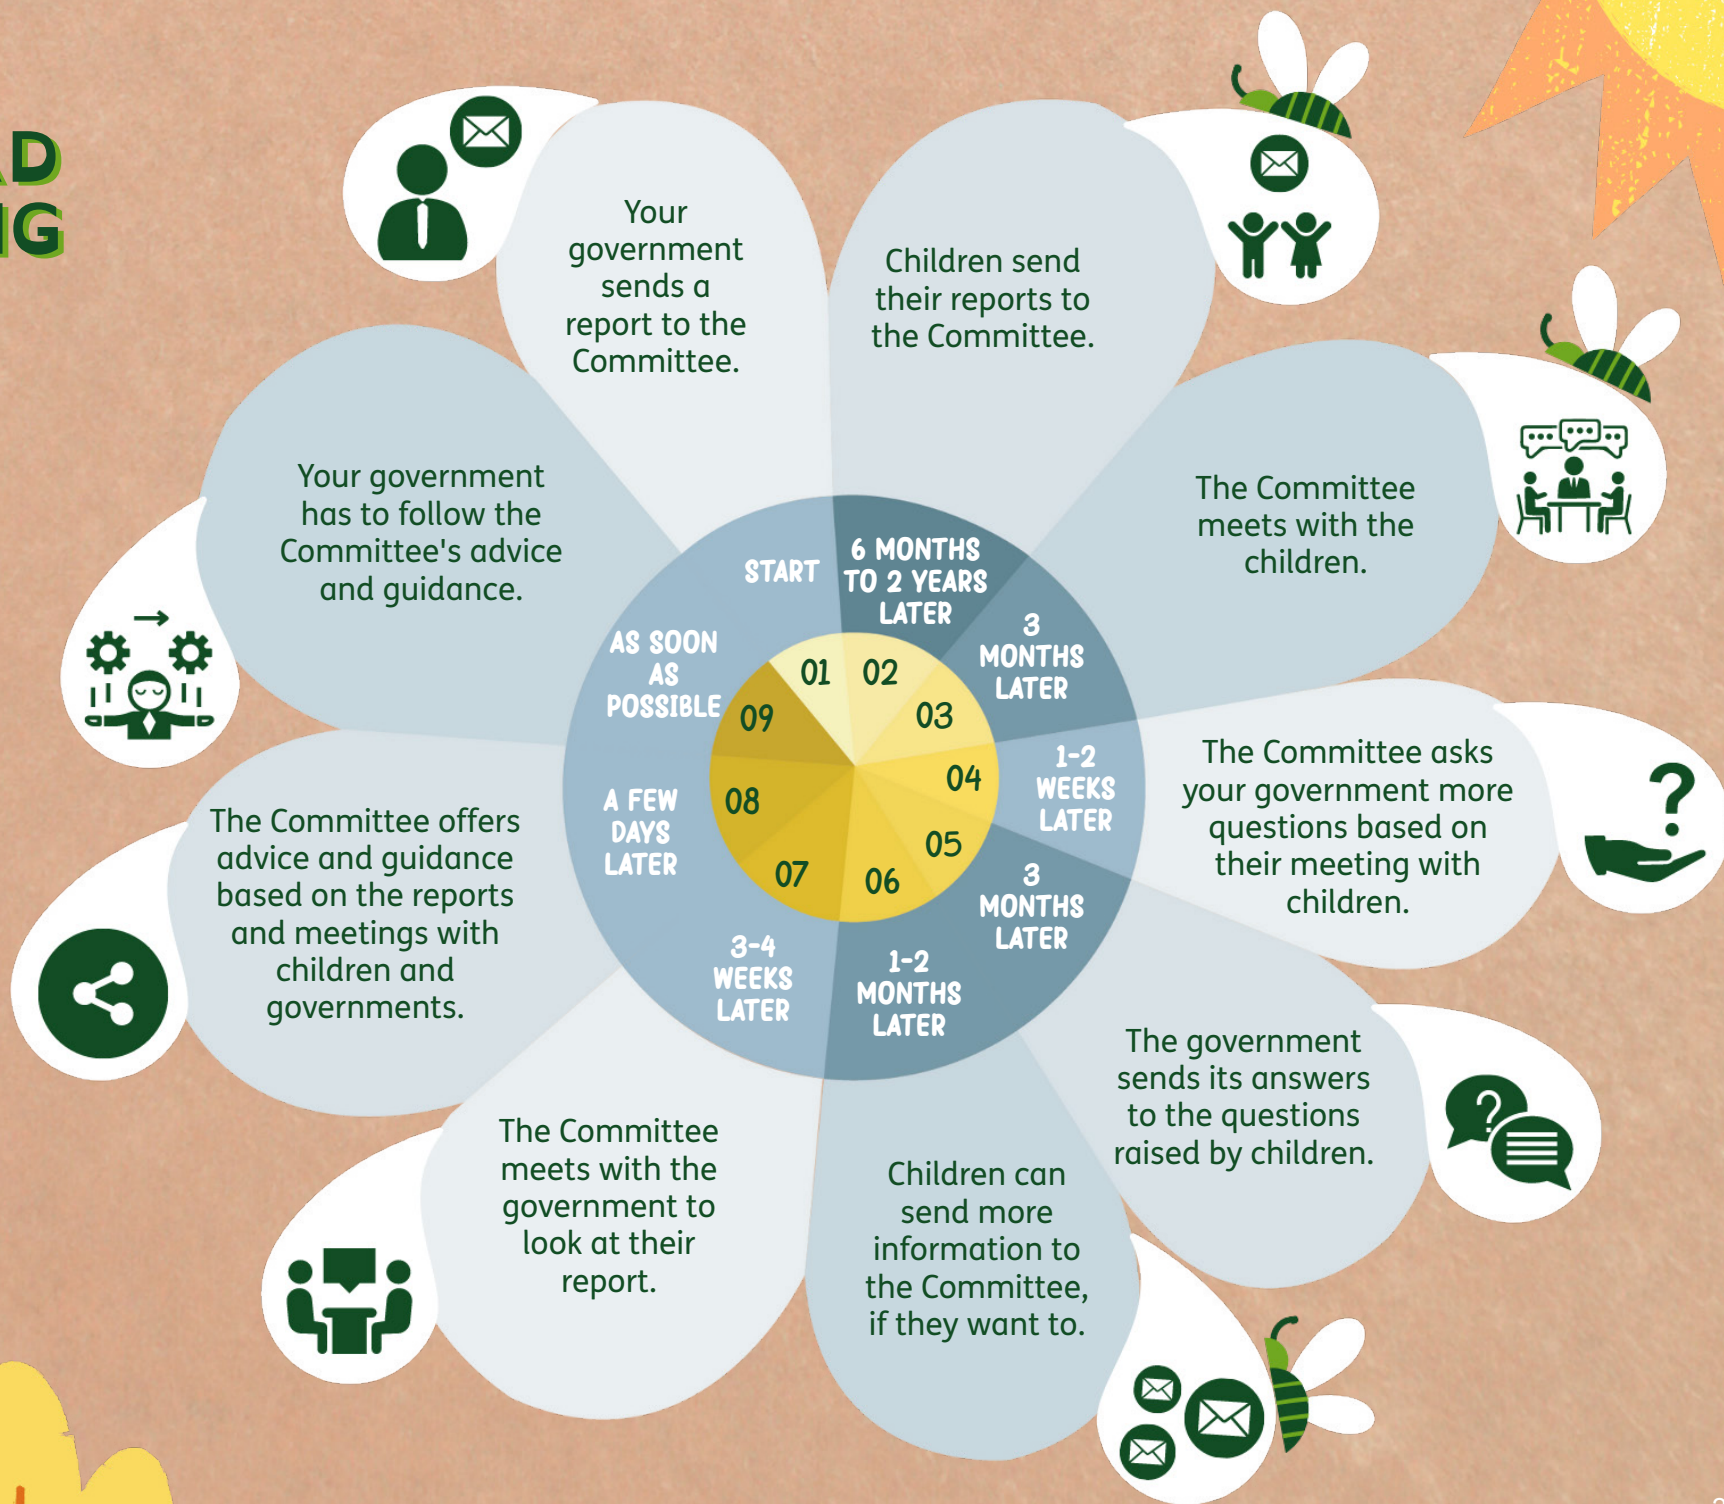 D
G
Your
government
sends a
report to the
Committee.
Children send
their reports to
the Committee.
The Committee
meets with the
children.
The Committee asks
your government more
questions based on
their meeting with
children.
The government
sends its answers
to the questions
raised by children.
Children can
send more
information to
the Committee,
if they want to.
The Committee
meets with the
government to
look at their
report.
The Committee offers
advice and guidance
based on the reports
and meetings with
children and
governments.
Your government
has to follow the
Committee's advice
and guidance.
START
6 MONTHS
TO 2 YEARS
LATER
3
MONTHS
LATER
1-2
WEEKS
LATER
3
MONTHS
LATER
1-2
MONTHS
LATER
3-4
WEEKS
LATER
A FEW
DAYS
LATER
AS SOON
AS
POSSIBLE
01
02
03
04
05
06
07
08
09
?
?